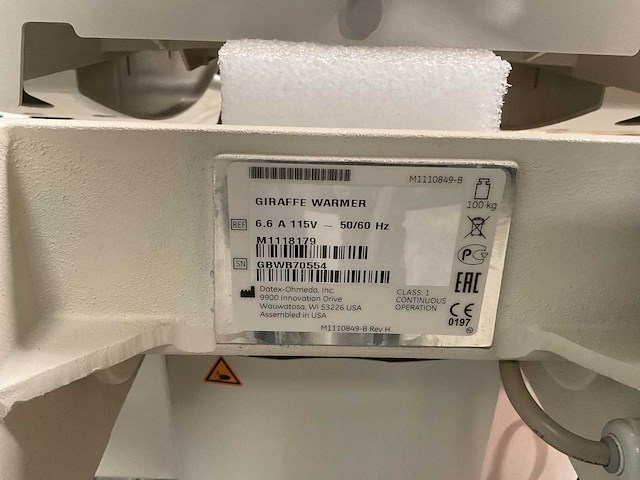 M1110849-B
GIRAFFE WARMER
100 kg
REF 6.6 A 115V ~ 50/60 Hz
M1118179
SN GBWB70554
Datex-Ohmeda, Inc.
9900 Innovation Drive
Wauwatosa, WI 53226 USA
Assembled in USA
CLASS: 1
CONTINUOUS
OPERATION
EAC
CE
0197
M1110849-B Rev H